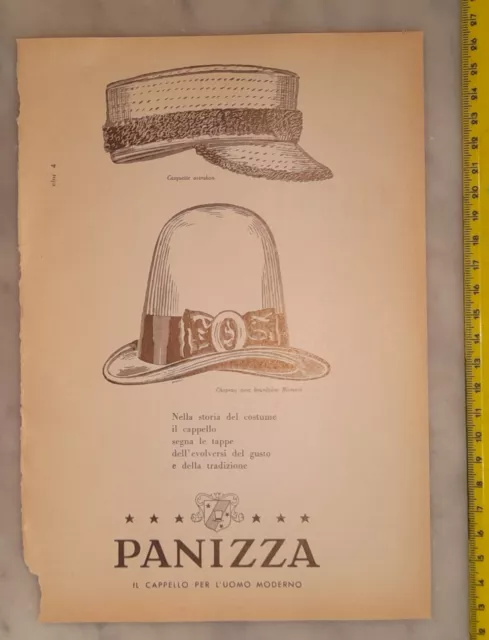 Nella storia del costume
il cappello
segna le tappe
dell'evolversi del gusto
e della tradizione
PANIZZA
IL CAPPELLO PER L'UOMO MODERNO